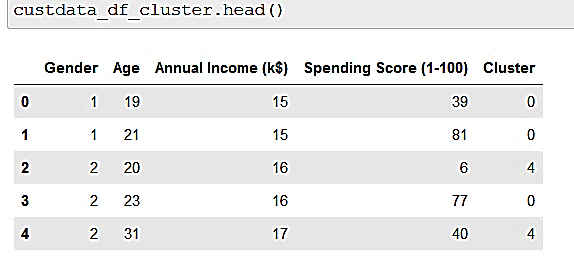 custdata_df_cluster.head()
Gender Age Annual Income (k$) Spending Score (1-100) Cluster
0 1 19 15 39 0
1 1 21 15 81 0
2 2 20 16 6 4
3 2 23 16 77 0
4 2 31 17 40 4